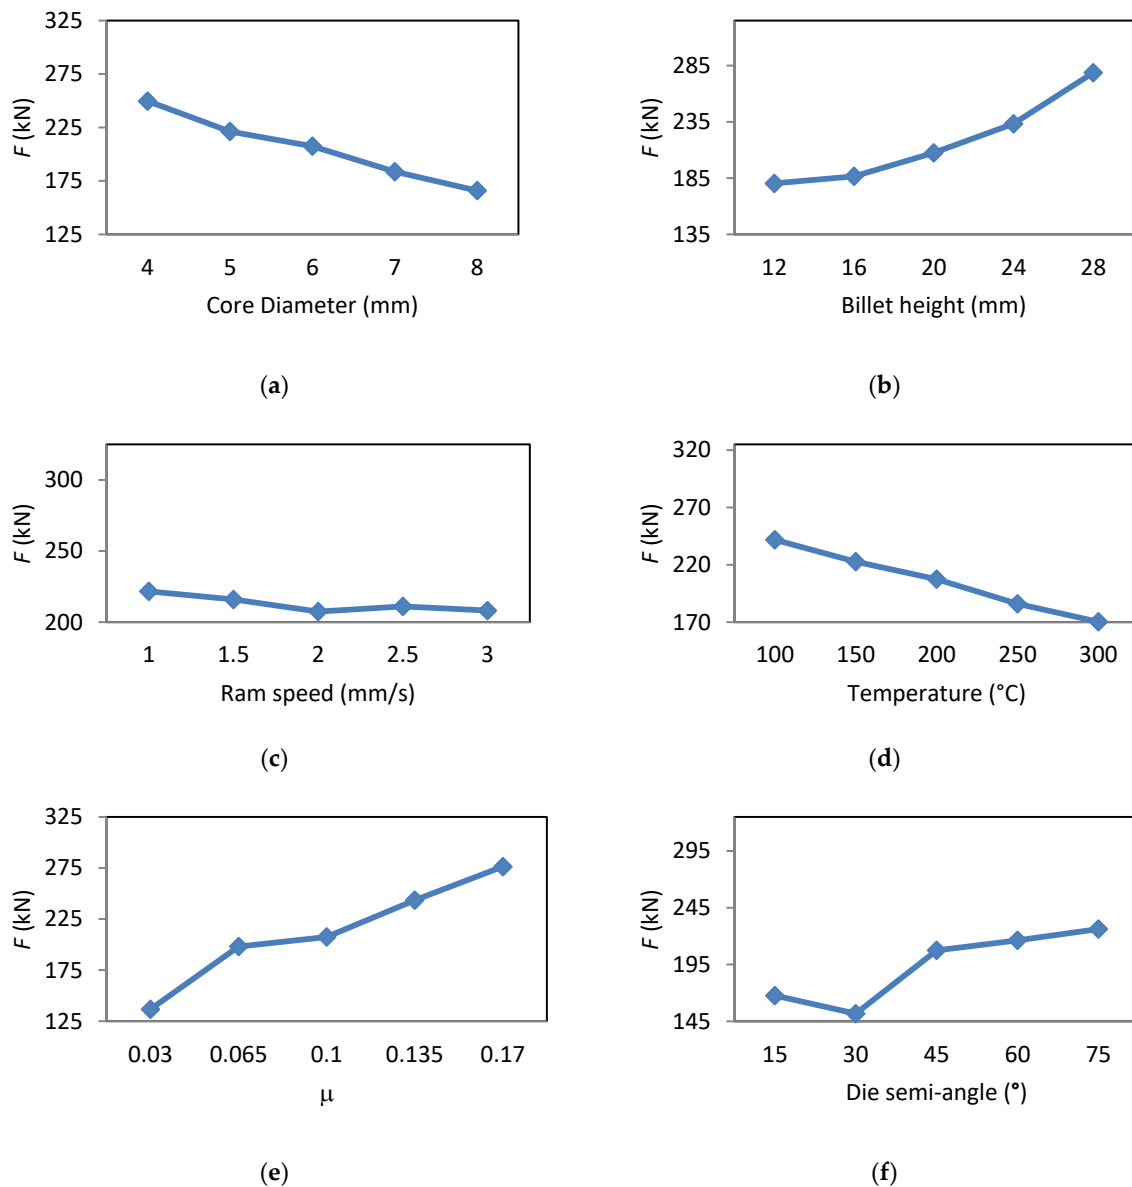 325
275
225
175
125
F (kN)
4 5 6 7 8
Core Diameter (mm)
(a)
285
235
185
135
F (kN)
12 16 20 24 28
Billet height (mm)
(b)
300
250
200
F (kN)
1 1.5 2 2.5 3
Ram speed (mm/s)
(c)
320
270
220
170
F (kN)
100 150 200 250 300
Temperature (°C)
(d)
325
275
225
175
125
F (kN)
0.03 0.065 0.1 0.135 0.17
μ
(e)
295
245
195
145
F (kN)
15 30 45 60 75
Die semi-angle (°)
(f)